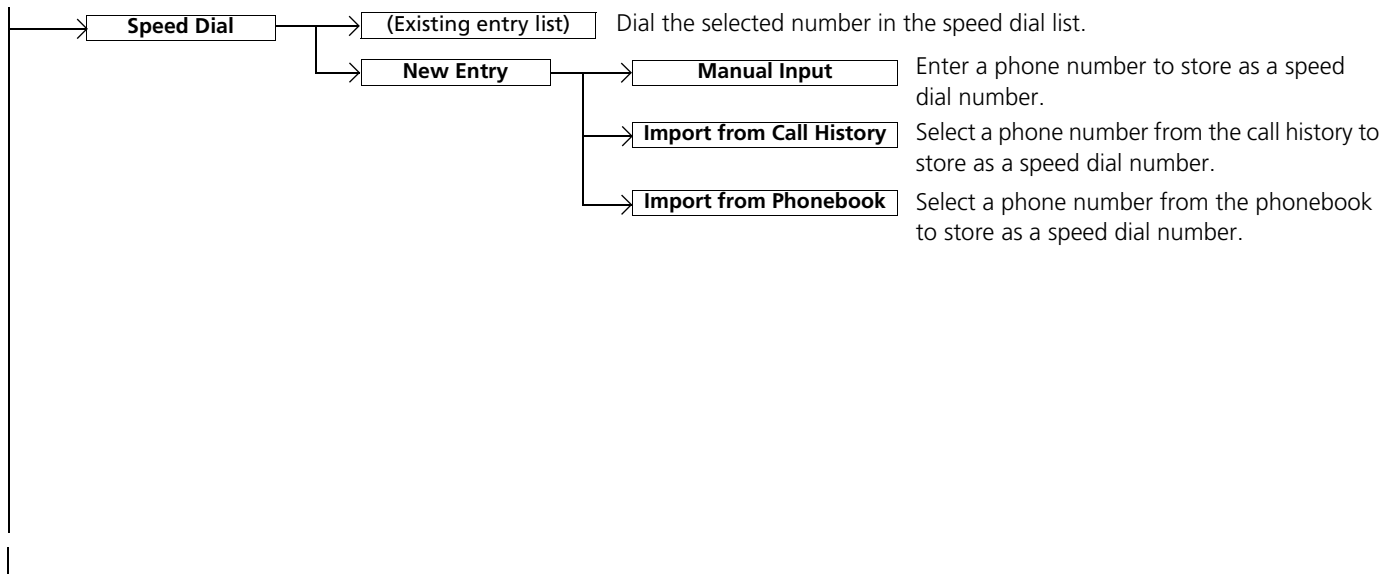 Speed Dial
(Existing entry list)
Dial the selected number in the speed dial list.
New Entry
Manual Input
Enter a phone number to store as a speed
dial number.
Import from Call History
Select a phone number from the call history to
store as a speed dial number.
Import from Phonebook
Select a phone number from the phonebook
to store as a speed dial number.